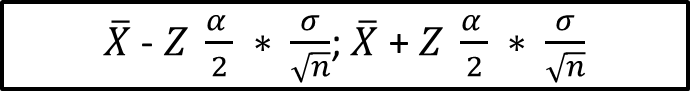 X̄ - Z α/2 * σ/√n; X̄ + Z α/2 * σ/√n